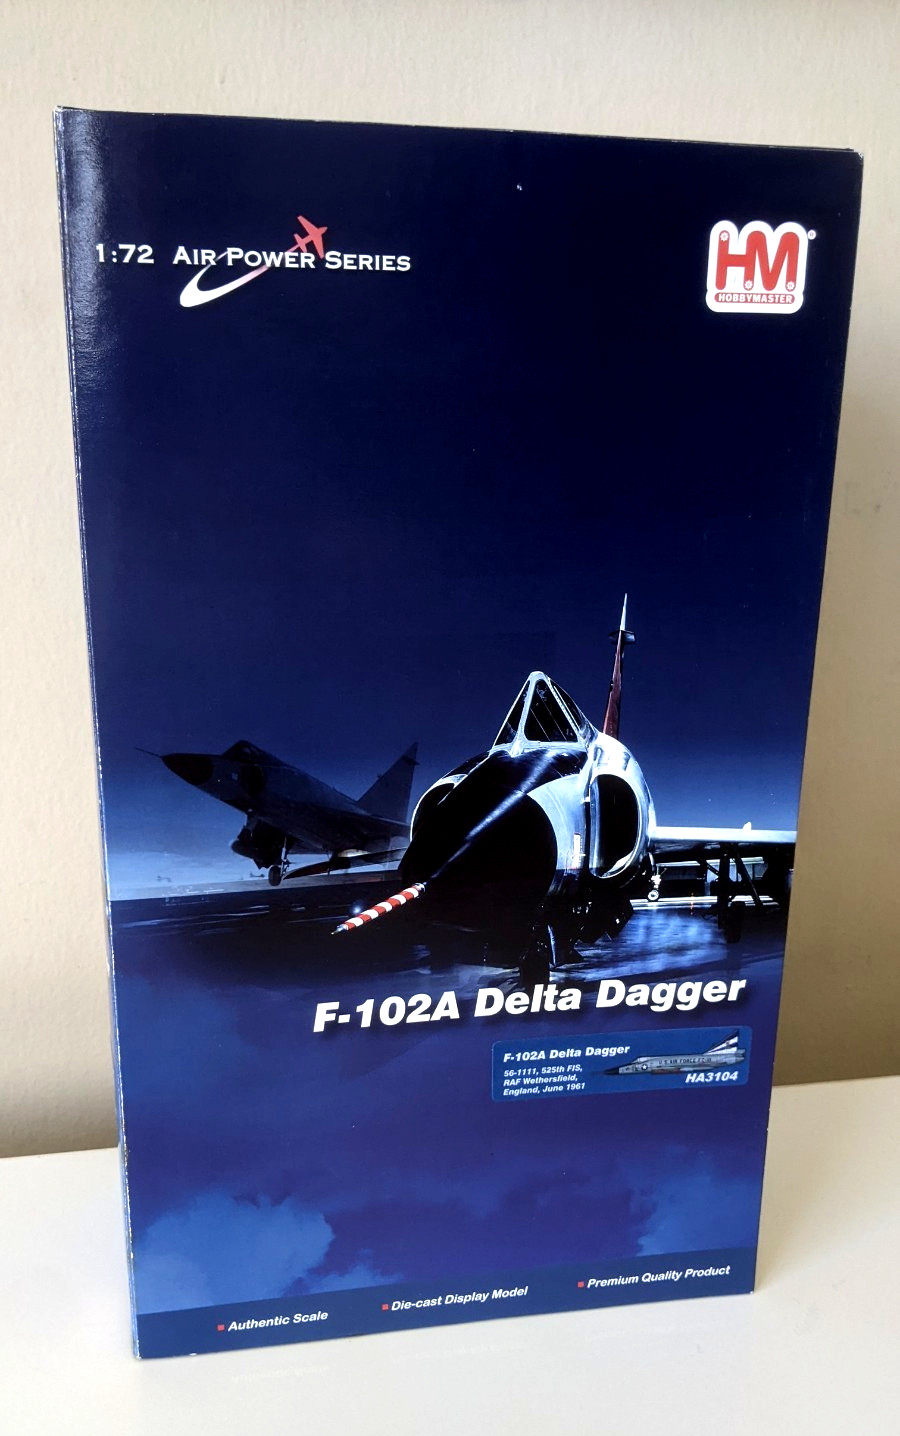 1:72 AIR POWER SERIES
HM®
HOBBYMASTER
F-102A Delta Dagger
F-102A Delta Dagger
56-1111, 525th FIS,
RAF Wethersfield,
England, June 1961
HA3104
Authentic Scale
Die-cast Display Model
Premium Quality Product